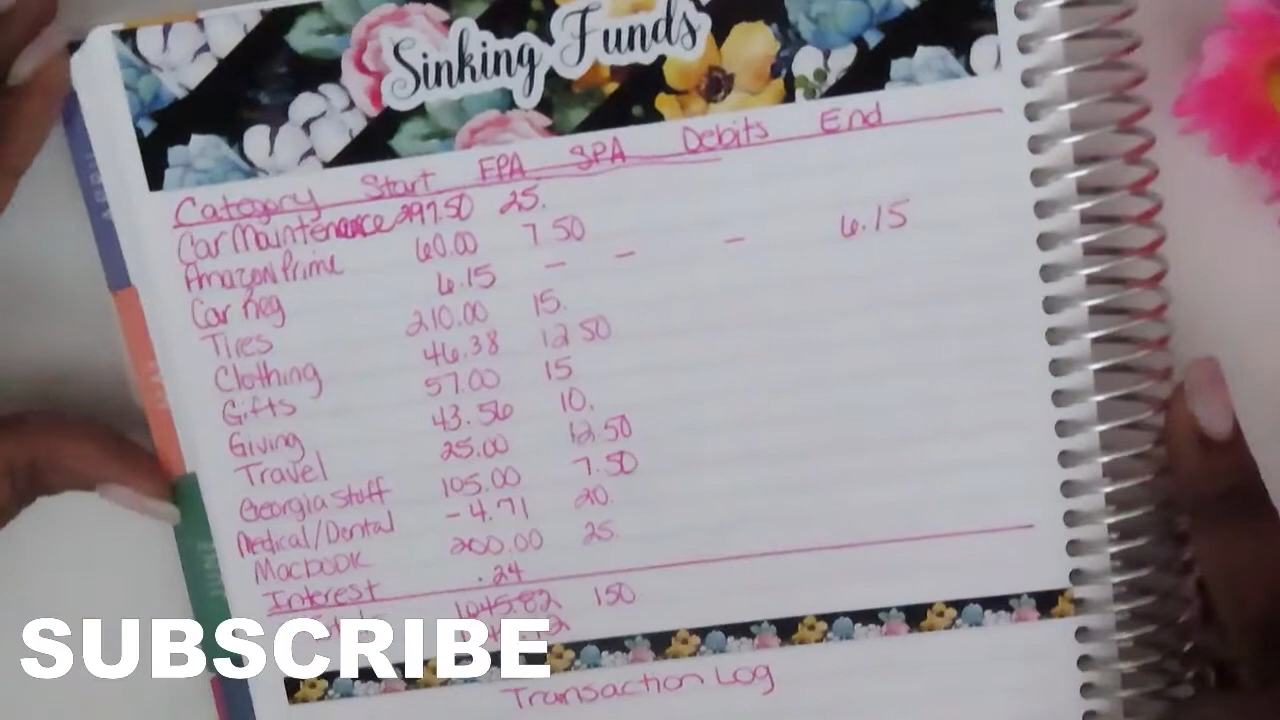 Sinking Funds
Category Start FPA SPA Debits End
Car Maintenance 297.50 25.
Amazon Prime 60.00 7 50
Car Reg 6.15 - - - 6.15
Tires 210.00 15.
Clothing 46.38 12 50
Gifts 57.00 15
Giving 43.56 10.
Travel 25.00 12.50
Georgia stuff 105.00 7.50
Medical/Dental -4.71 20.
Macbook 200.00 25.
Interest .24
1045.82 150
SUBSCRIBE
Transaction Log